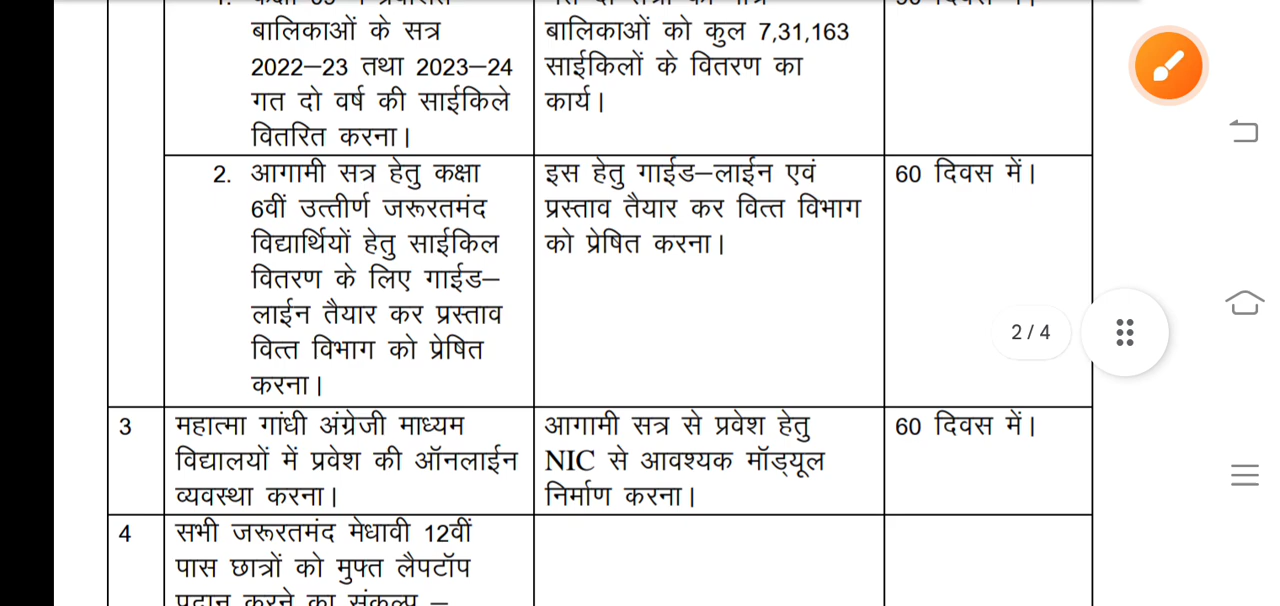 बालिकाओं के सत्र
2022–23 तथा 2023–24
गत दो वर्ष की साईकिले
वितरित करना।
बालिकाओं को कुल 7,31,163
साईकिलों के वितरण का
कार्य।
2. आगामी सत्र हेतु कक्षा
6वीं उत्तीर्ण जरूरतमंद
विद्यार्थियों हेतु साईकिल
वितरण के लिए गाईड–
लाईन तैयार कर प्रस्ताव
वित्त विभाग को प्रेषित
करना।
इस हेतु गाईड–लाईन एवं
प्रस्ताव तैयार कर वित्त विभाग
को प्रेषित करना।
60 दिवस में।
2 / 4
3
महात्मा गांधी अंग्रेजी माध्यम
विद्यालयों में प्रवेश की ऑनलाईन
व्यवस्था करना।
आगामी सत्र से प्रवेश हेतु
NIC से आवश्यक मॉड्यूल
निर्माण करना।
60 दिवस में।
4
सभी जरूरतमंद मेधावी 12वीं
पास छात्रों को मुफ्त लैपटॉप
प्रदान करने का संकल्प –